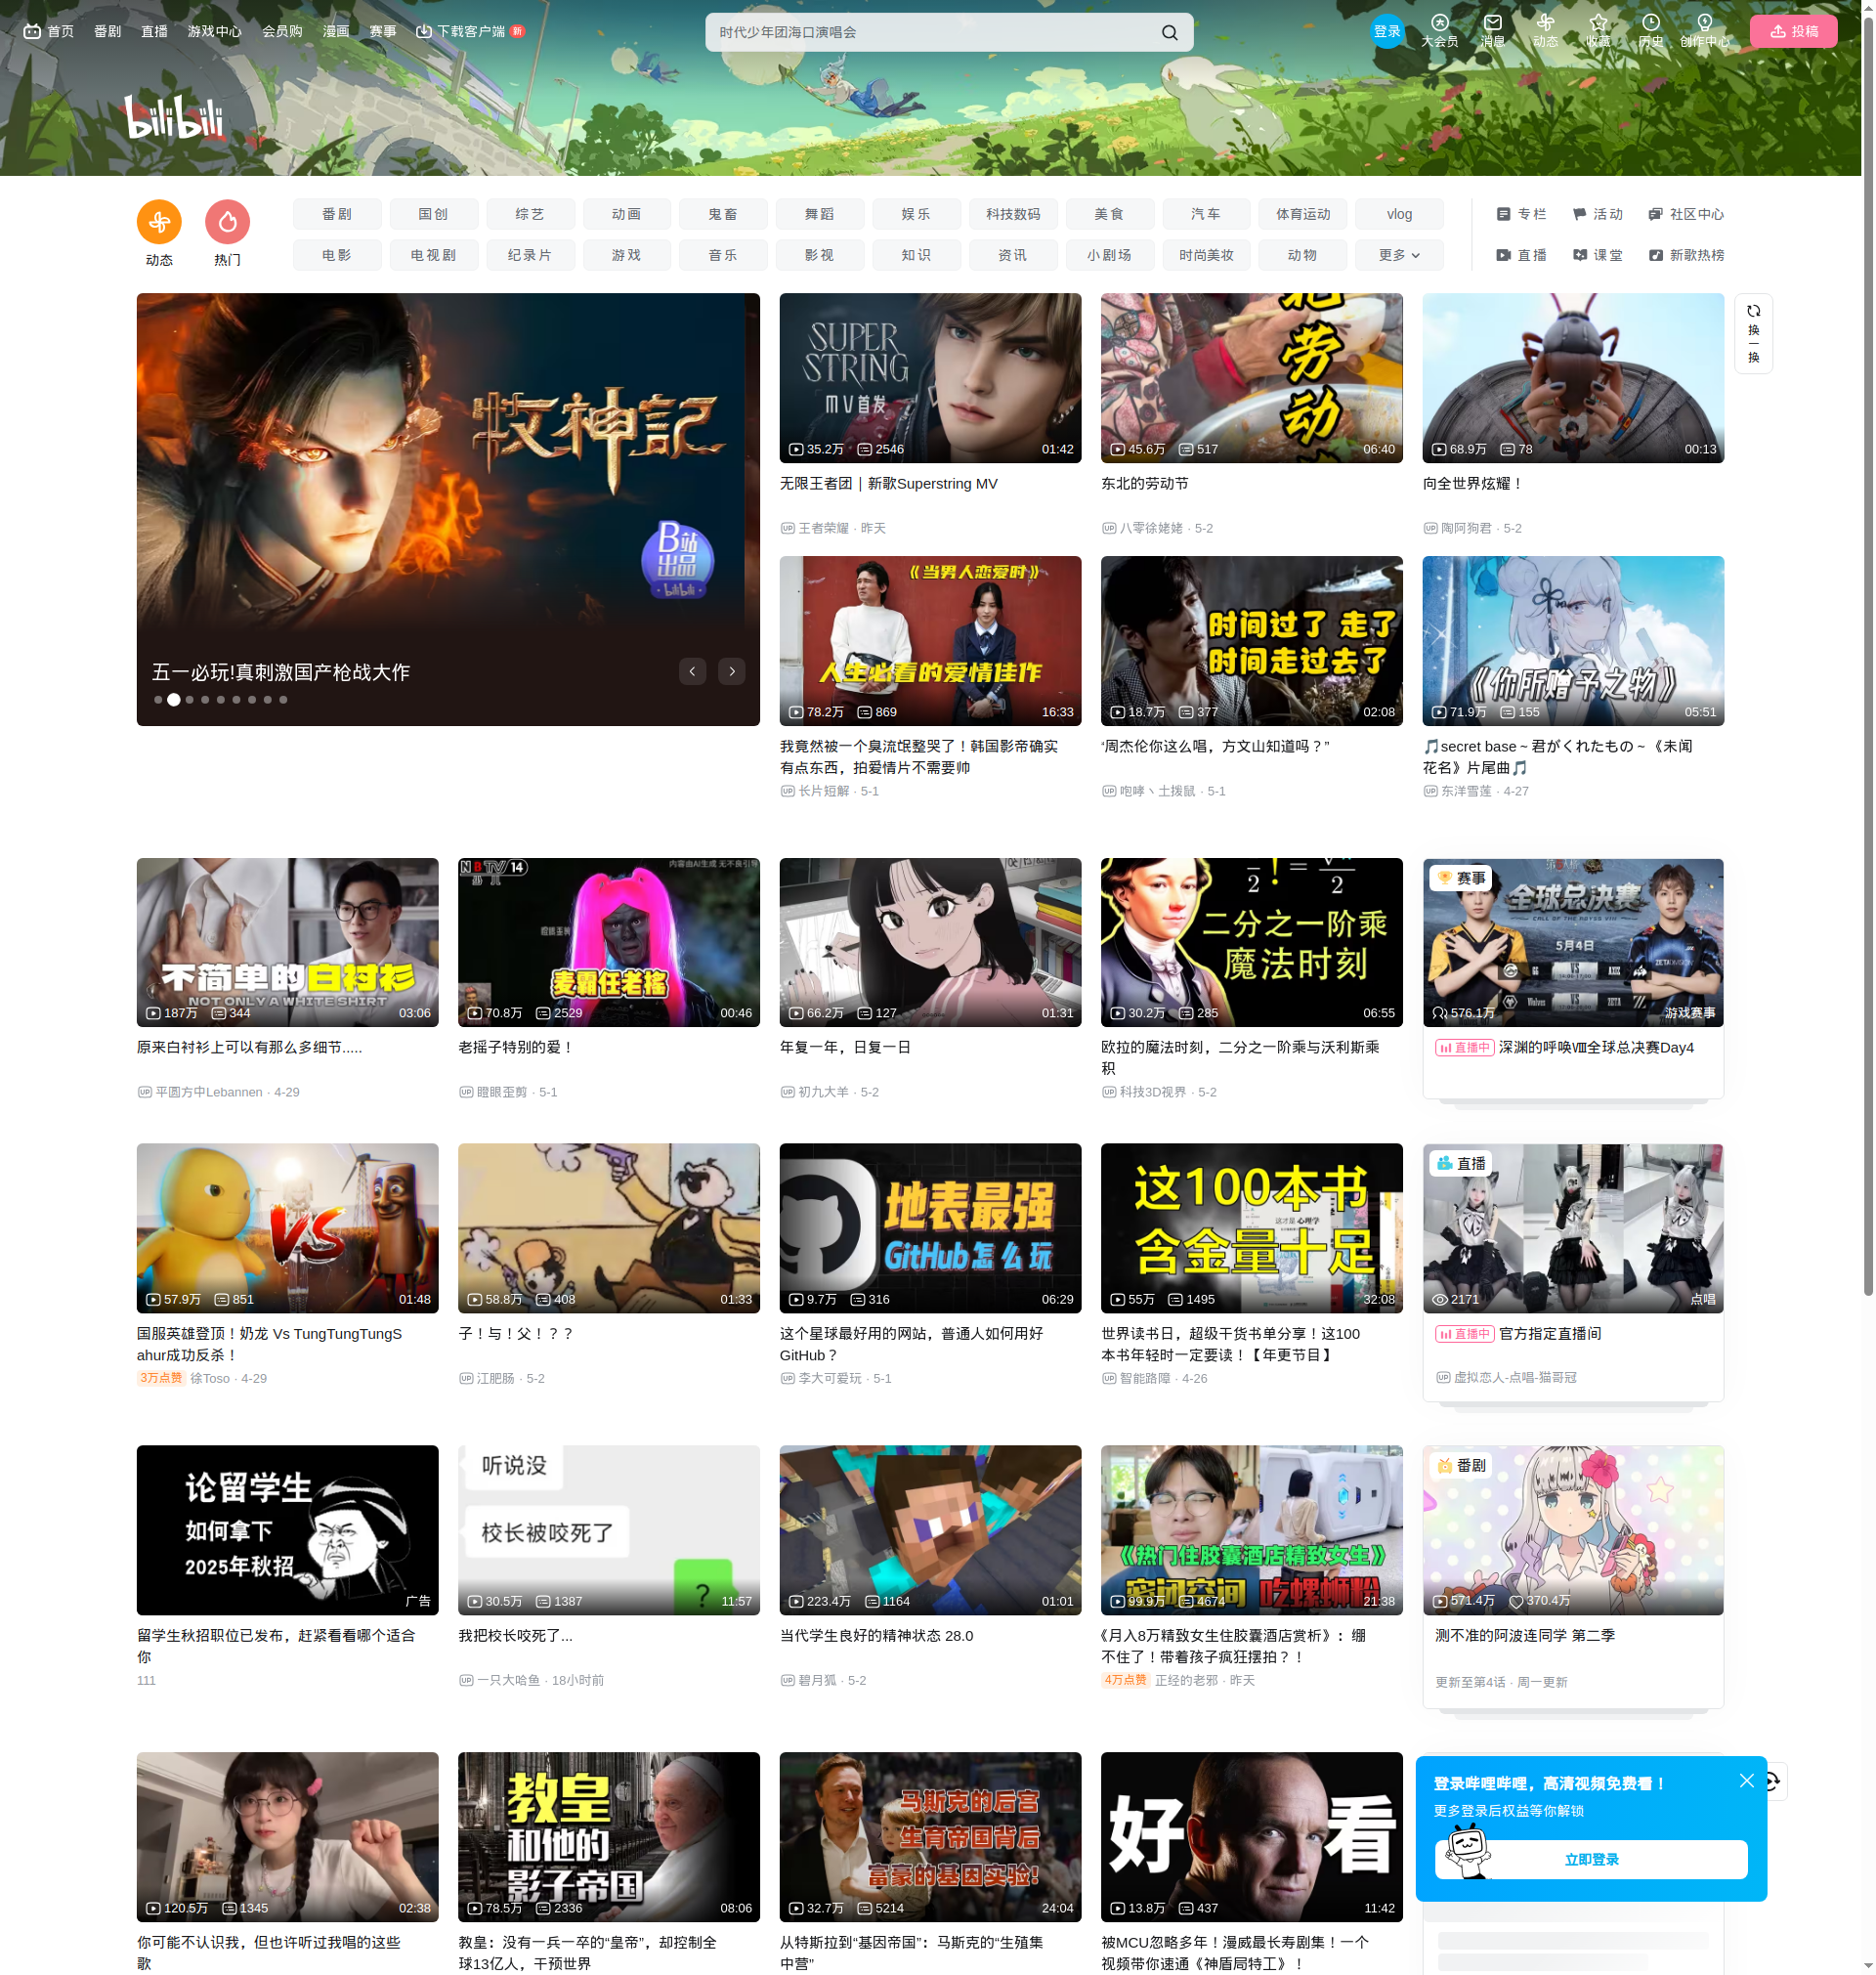 首页 番剧 直播 游戏中心 会员购 漫画 赛事 下载客户端 新
时代少年团海口演唱会
登录 大会员 消息 动态 收藏 历史 创作中心 投稿
bilibili
动态 热门
番剧 国创 综艺 动画 鬼畜 舞蹈 娱乐 科技数码 美食 汽车 体育运动 vlog
电影 电视剧 纪录片 游戏 音乐 影视 知识 资讯 小剧场 时尚美妆 动物 更多
专栏 活动 社区中心
直播 课堂 新歌热榜
牧神記
B站
出品
bilibili
五一必玩!真刺激国产枪战大作
SUPER
STRING
MV首发
35.2万 2546 01:42
无限王者团｜新歌Superstring MV
王者荣耀 · 昨天
劳
动
45.6万 517 06:40
东北的劳动节
八零徐姥姥 · 5-2
68.9万 78 00:13
向全世界炫耀！
陶阿狗君 · 5-2
换
一
换
《当男人恋爱时》
人生必看的爱情佳作
78.2万 869 16:33
我竟然被一个臭流氓整哭了！韩国影帝确实
有点东西，拍爱情片不需要帅
长片短解 · 5-1
时间过了 走了
时间走过去了
18.7万 377 02:08
“周杰伦你这么唱，方文山知道吗？”
咆哮丶土拨鼠 · 5-1
《你所赠予之物》
71.9万 155 05:51
🎵secret base ~ 君がくれたもの ~ 《未闻
花名》片尾曲🎵
东洋雪莲 · 4-27
不简单的白衬衫
NOT ONLY A WHITE SHIRT
187万 344 03:06
原来白衬衫上可以有那么多细节.....
平圆方中Lebannen · 4-29
NBTV 14
内容由AI生成 无不良引导
瞪眼歪剪
麦霸任老摇
70.8万 2529 00:46
老摇子特别的爱！
瞪眼歪剪 · 5-1
66.2万 127 01:31
年复一年，日复一日
初九大羊 · 5-2
二分之一阶乘
魔法时刻
30.2万 285 06:55
欧拉的魔法时刻，二分之一阶乘与沃利斯乘
积
科技3D视界 · 5-2
赛事
全球总决赛
CALL OF THE ABYSS VIII
5月4日
GG VS AXIZ
Wolves VS ZETA
576.1万 游戏赛事
直播中 深渊的呼唤Ⅷ全球总决赛Day4
VS
57.9万 851 01:48
国服英雄登顶！奶龙 Vs TungTungTungS
ahur成功反杀！
3万点赞 徐Toso · 4-29
58.8万 408 01:33
子！与！父！？？
江肥肠 · 5-2
地表最强
GitHub怎么玩
9.7万 316 06:29
这个星球最好用的网站，普通人如何用好
GitHub？
李大可爱玩 · 5-1
这100本书
含金量十足
55万 1495 32:08
世界读书日，超级干货书单分享！这100
本书年轻时一定要读！【年更节目】
智能路障 · 4-26
直播
2171 点唱
直播中 官方指定直播间
虚拟恋人-点唱-猫哥冠
论留学生
如何拿下
2025年秋招
广告
留学生秋招职位已发布，赶紧看看哪个适合
你
111
听说没
校长被咬死了
？
30.5万 1387 11:57
我把校长咬死了...
一只大哈鱼 · 18小时前
223.4万 1164 01:01
当代学生良好的精神状态 28.0
碧月狐 · 5-2
《热门住胶囊酒店精致女生》
密闭空间 吃螺蛳粉
99.9万 4674 21:38
《月入8万精致女生住胶囊酒店赏析》：绷
不住了！带着孩子疯狂摆拍？！
4万点赞 正经的老邪 · 昨天
番剧
571.4万 370.4万
测不准的阿波连同学 第二季
更新至第4话 · 周一更新
120.5万 1345 02:38
你可能不认识我，但也许听过我唱的这些
歌
教皇
和他的
影子帝国
78.5万 2336 08:06
教皇：没有一兵一卒的“皇帝”，却控制全
球13亿人，干预世界
马斯克的后宫
生育帝国背后
富豪的基因实验!
32.7万 5214 24:04
从特斯拉到“基因帝国”：马斯克的“生殖集
中营”
好看
13.8万 437 11:42
被MCU忽略多年！漫威最长寿剧集！一个
视频带你速通《神盾局特工》！
登录哔哩哔哩，高清视频免费看！
更多登录后权益等你解锁
立即登录